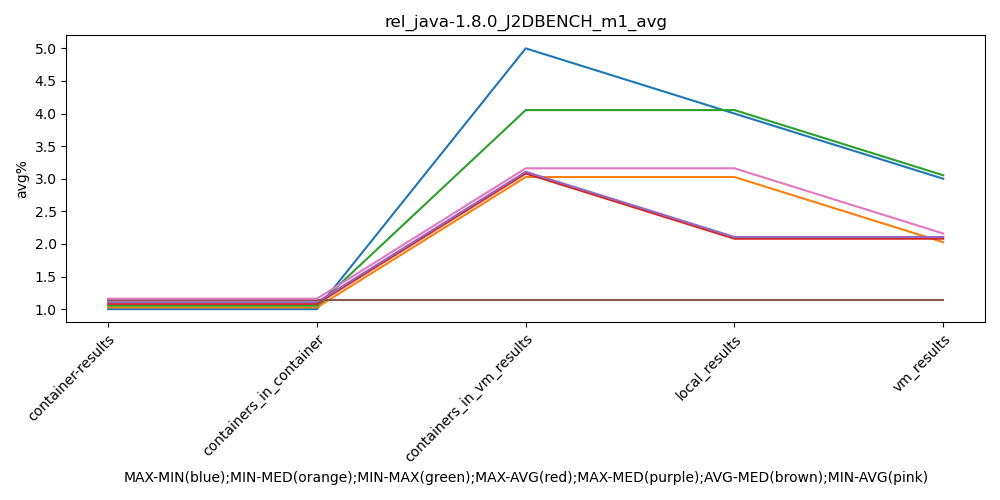 rel_java-1.8.0_J2DBENCH_m1_avg
avg%
5.0
4.5
4.0
3.5
3.0
2.5
2.0
1.5
1.0
container-results
containers_in_container
containers_in_vm_results
local_results
vm_results
MAX-MIN(blue);MIN-MED(orange);MIN-MAX(green);MAX-AVG(red);MAX-MED(purple);AVG-MED(brown);MIN-AVG(pink)